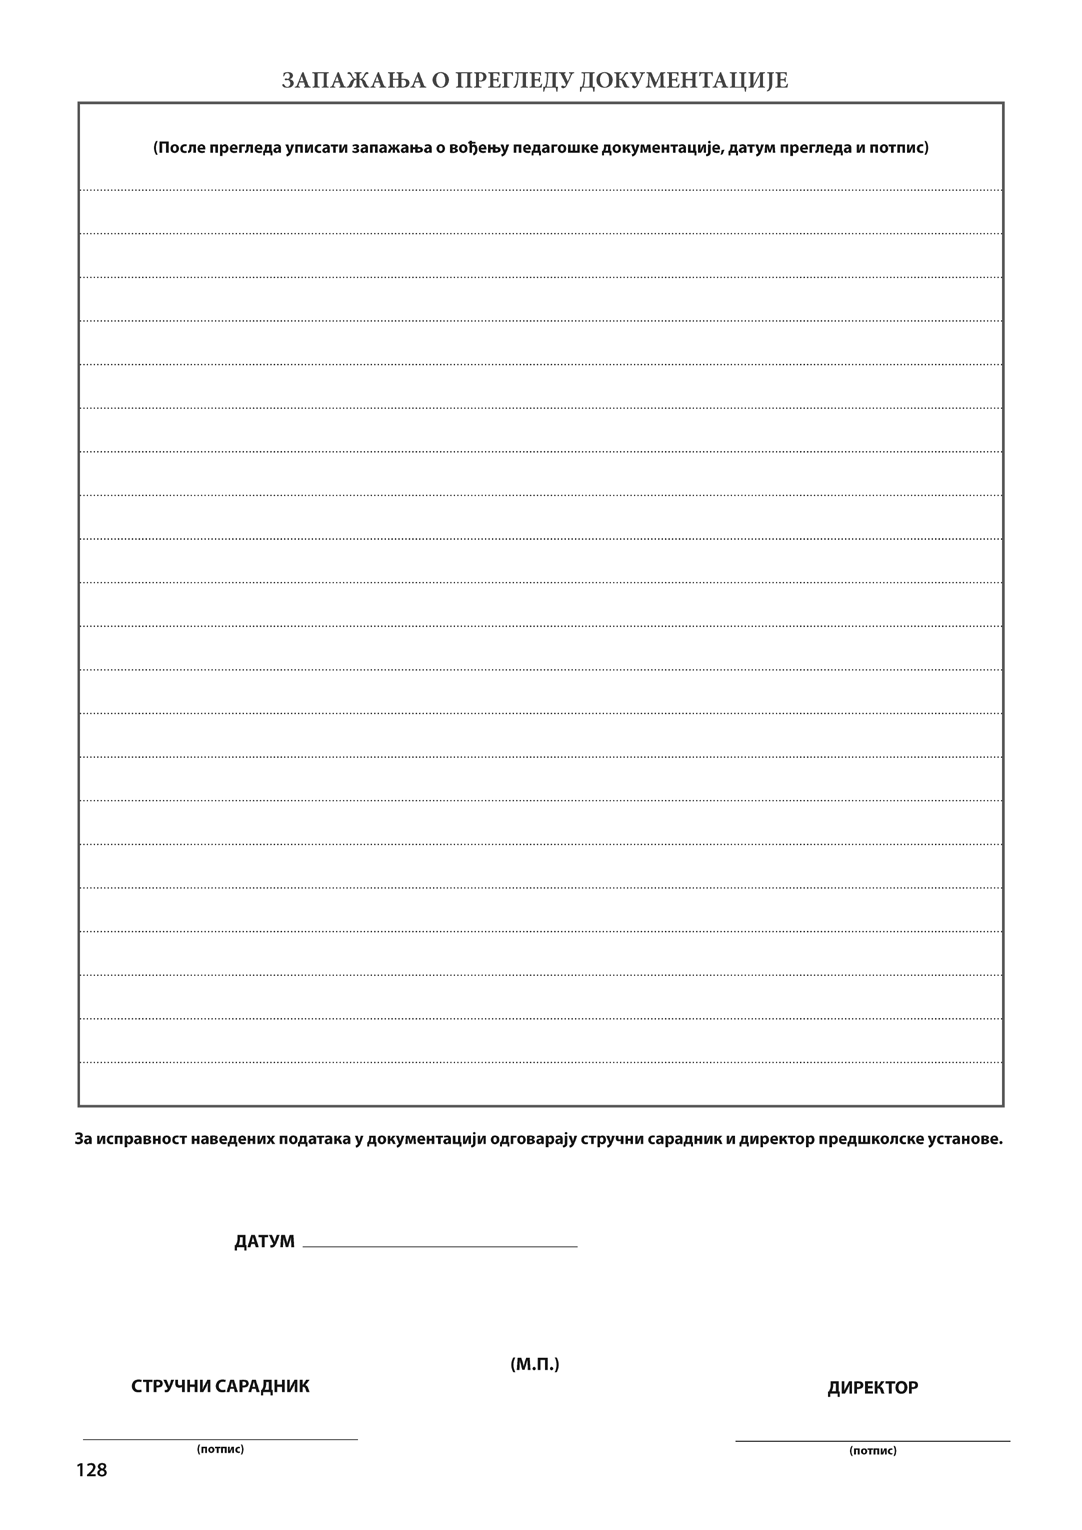 ЗАПАЖАЊА О ПРЕГЛЕДУ ДОКУМЕНТАЦИЈЕ
(После прегледа уписати запажања о вођењу педагошке документације, датум прегледа и потпис)
За исправност наведених података у документацији одговарају стручни сарадник и директор предшколске установе.
ДАТУМ
(М.П.)
СТРУЧНИ САРАДНИК
ДИРЕКТОР
(потпис)
(потпис)
128